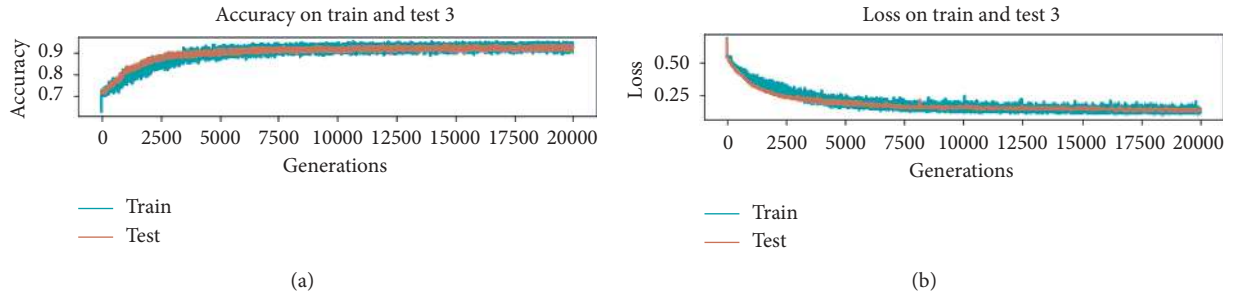 Accuracy on train and test 3
Accuracy
0.9
0.8
0.7
0 2500 5000 7500 10000 12500 15000 17500 20000
Generations
Train
Test
(a)
Loss on train and test 3
Loss
0.50
0.25
0 2500 5000 7500 10000 12500 15000 17500 20000
Generations
Train
Test
(b)